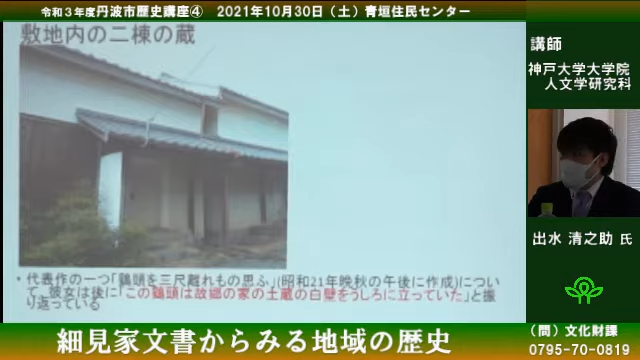 令和３年度丹波市歴史講座④　2021年10月30日（土）青垣住民センター
敷地内の二棟の蔵
・代表作の一つ「鶏頭を三尺離れもの思ふ」(昭和21年晩秋の午後に作成)につい
て、彼女は後に「この鶏頭は故郷の家の土蔵の白壁をうしろに立っていた」と振
り返っている
講師
神戸大学大学院
人文学研究科
出水 清之助 氏
細見家文書からみる地域の歴史
（問）文化財課
0795-70-0819